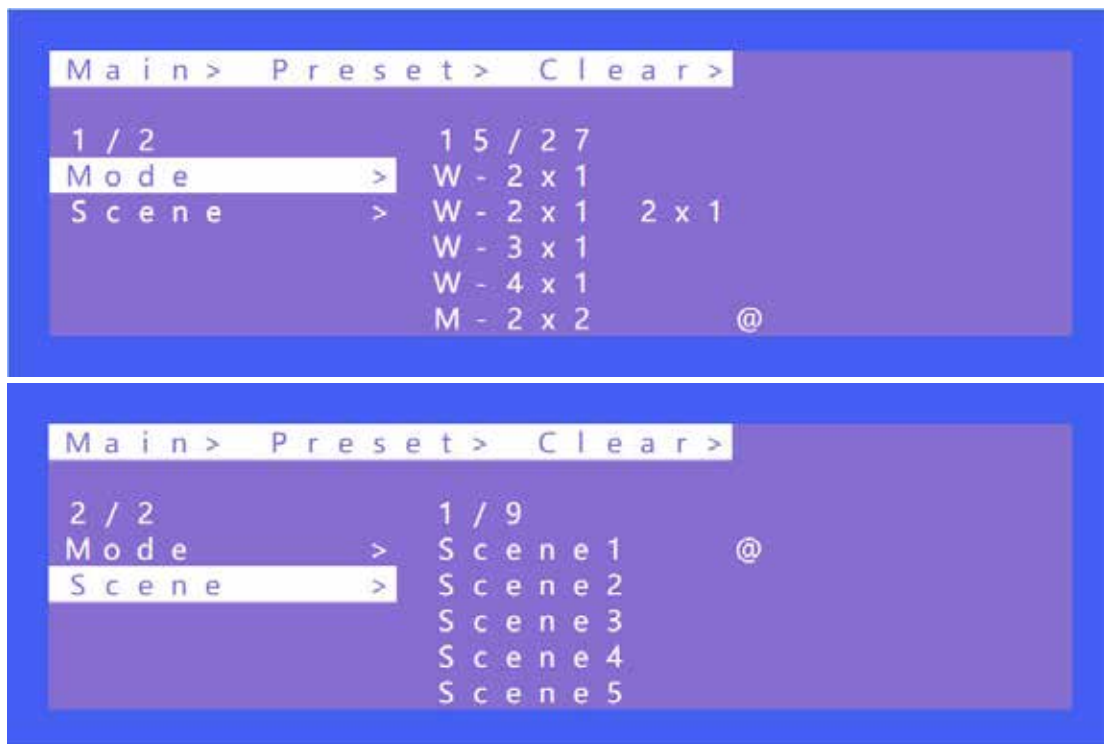 Main> Preset> Clear>
1/2 15/27
Mode > W-2x1
Scene > W-2x1 2x1
W-3x1
W-4x1
M-2x2 @
Main> Preset> Clear>
2/2 1/9
Mode > Scene1 @
Scene > Scene2
Scene3
Scene4
Scene5